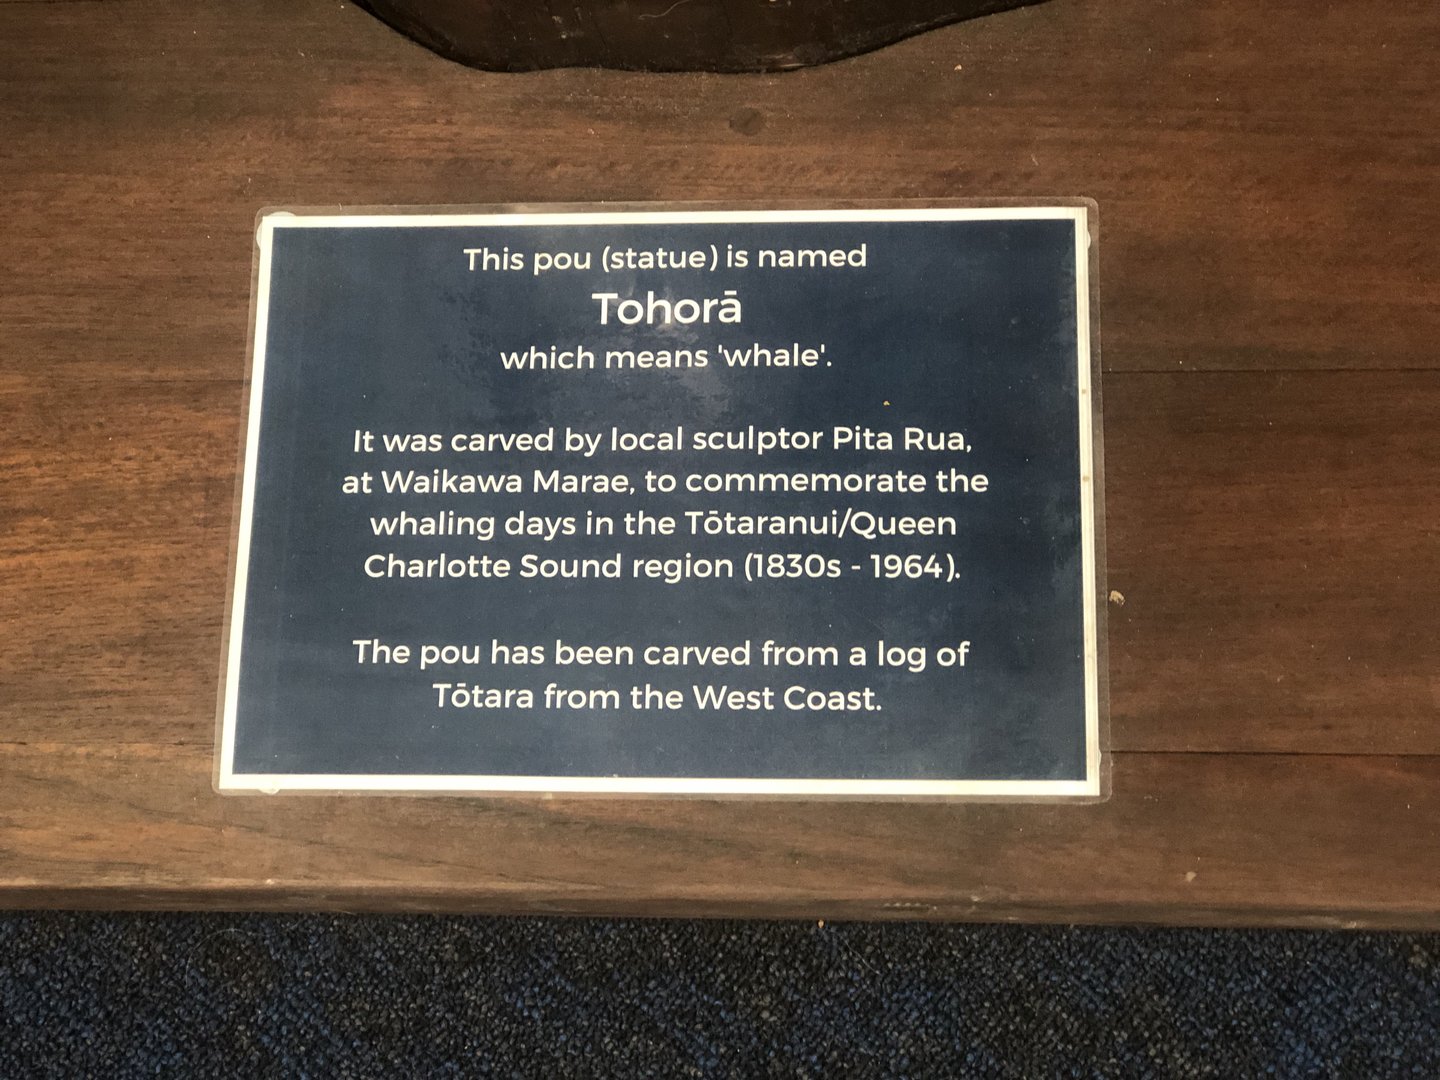 This pou (statue) is named
Tohorā
which means 'whale'.
It was carved by local sculptor Pita Rua,
at Waikawa Marae, to commemorate the
whaling days in the Tōtaranui/Queen
Charlotte Sound region (1830s - 1964).
The pou has been carved from a log of
Tōtara from the West Coast.